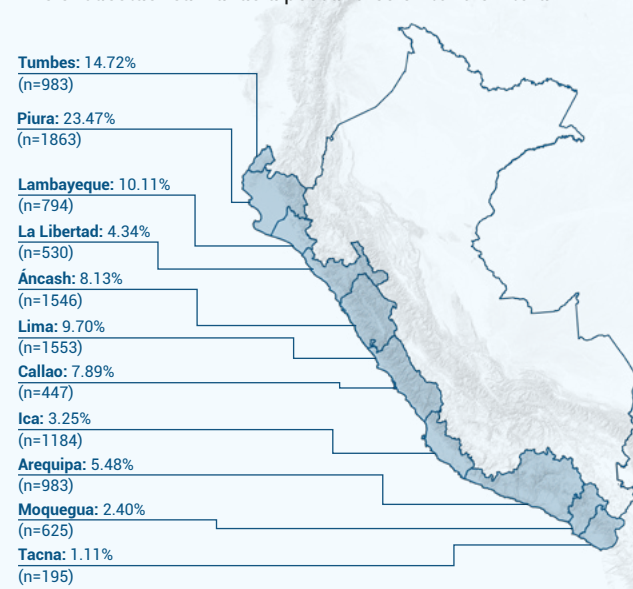 Tumbes: 14.72%
(n=983)
Piura: 23.47%
(n=1863)
Lambayeque: 10.11%
(n=794)
La Libertad: 4.34%
(n=530)
Áncash: 8.13%
(n=1546)
Lima: 9.70%
(n=1553)
Callao: 7.89%
(n=447)
Ica: 3.25%
(n=1184)
Arequipa: 5.48%
(n=983)
Moquegua: 2.40%
(n=625)
Tacna: 1.11%
(n=195)